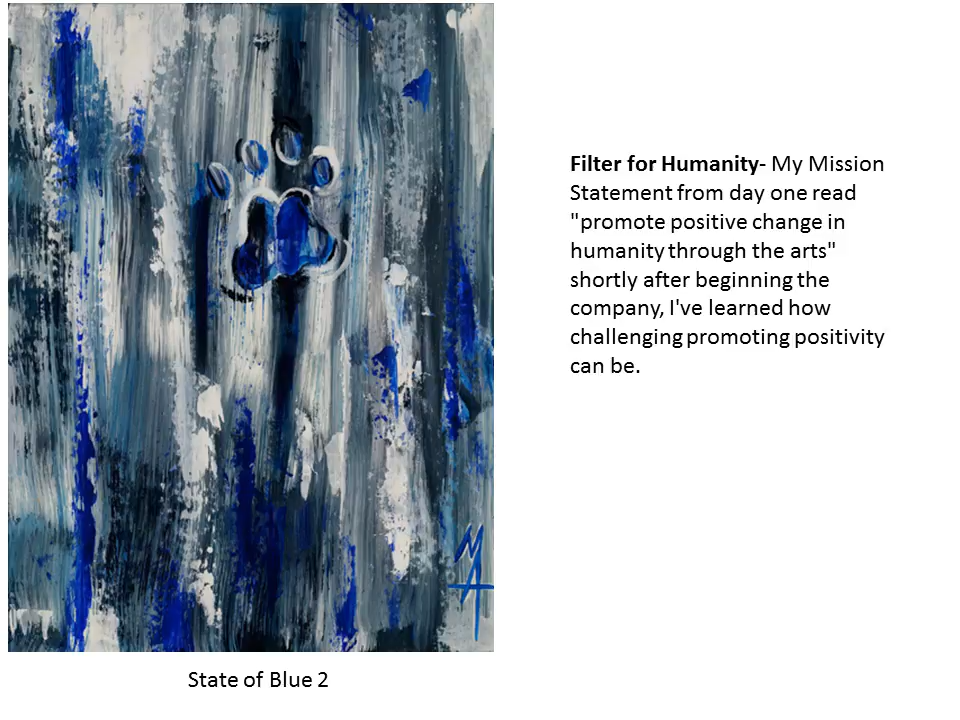 Filter for Humanity- My Mission
Statement from day one read
"promote positive change in
humanity through the arts"
shortly after beginning the
company, I've learned how
challenging promoting positivity
can be.
MA
State of Blue 2